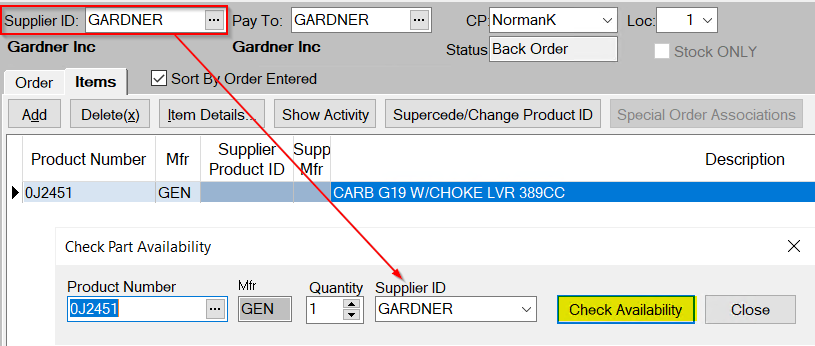 Supplier ID: GARDNER ... Pay To: GARDNER ... CP: NormanK Loc: 1
Gardner Inc Gardner Inc Status Back Order Stock ONLY
Order Items Sort By Order Entered
Add Delete(x) Item Details... Show Activity Supercede/Change Product ID Special Order Associations
Product Number Mfr Supplier Product ID Supp Mfr Description
0J2451 GEN CARB G19 W/CHOKE LVR 389CC
Check Part Availability
Product Number Mfr Quantity Supplier ID
0J2451 ... GEN 1 GARDNER Check Availability Close